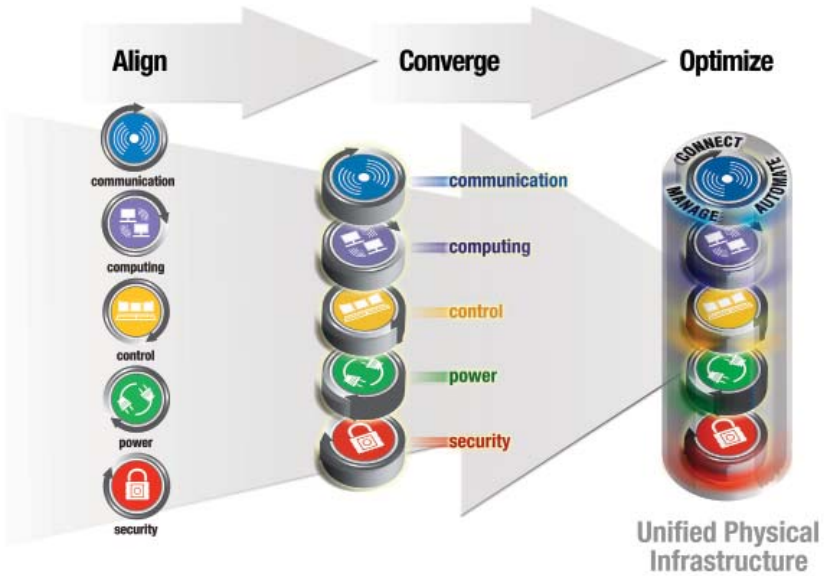 Align
Converge
Optimize
communication
computing
control
power
security
communication
computing
control
power
security
CONNECT
AUTOMATE
MANAGE
Unified Physical
Infrastructure